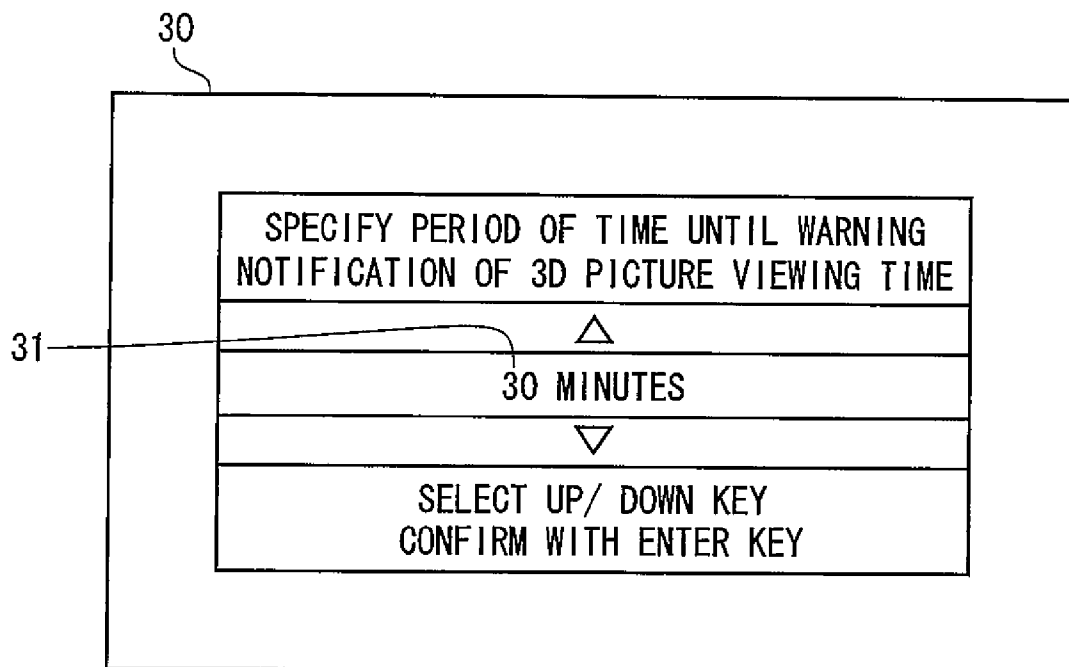 30
SPECIFY PERIOD OF TIME UNTIL WARNING
NOTIFICATION OF 3D PICTURE VIEWING TIME
△
31
30 MINUTES
▽
SELECT UP/ DOWN KEY
CONFIRM WITH ENTER KEY